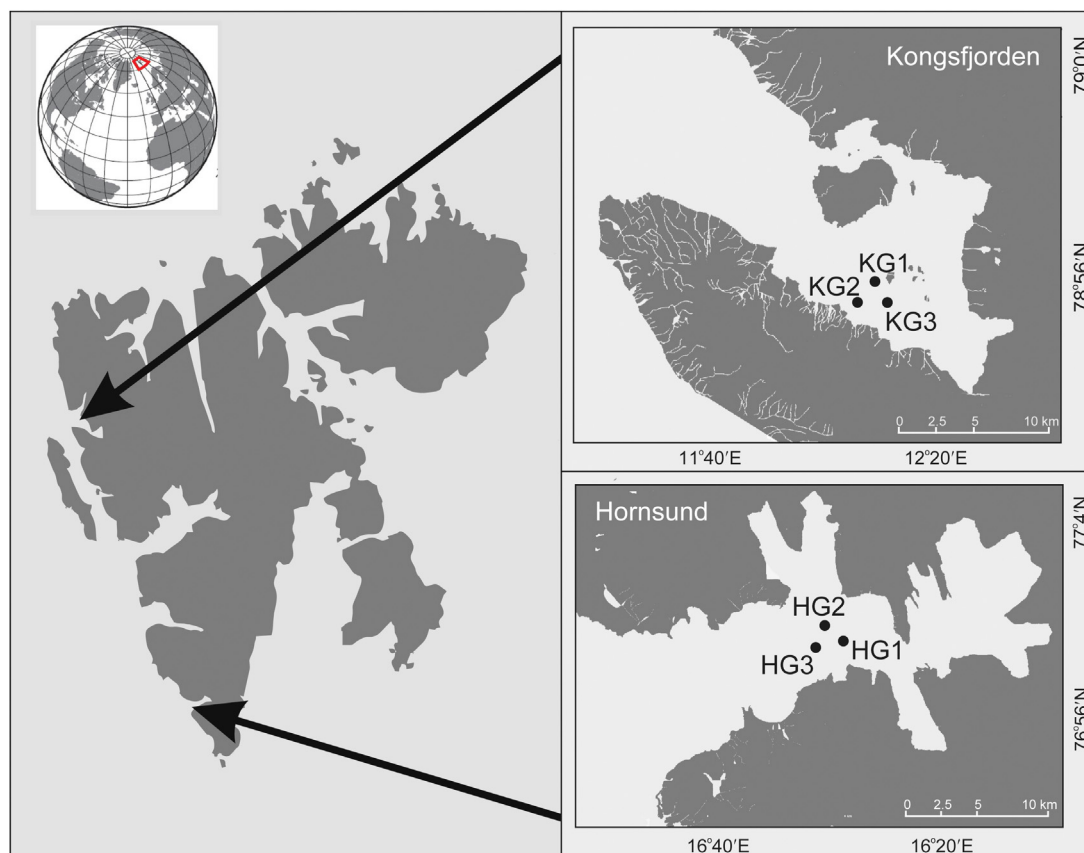 Kongsfjorden
79°0'N
KG1
KG2
78°56'N
KG3
0 2.5 5 10 km
11°40'E
12°20'E
Hornsund
77°4'N
HG2
HG3
HG1
76°56'N
0 2.5 5 10 km
16°40'E
16°20'E